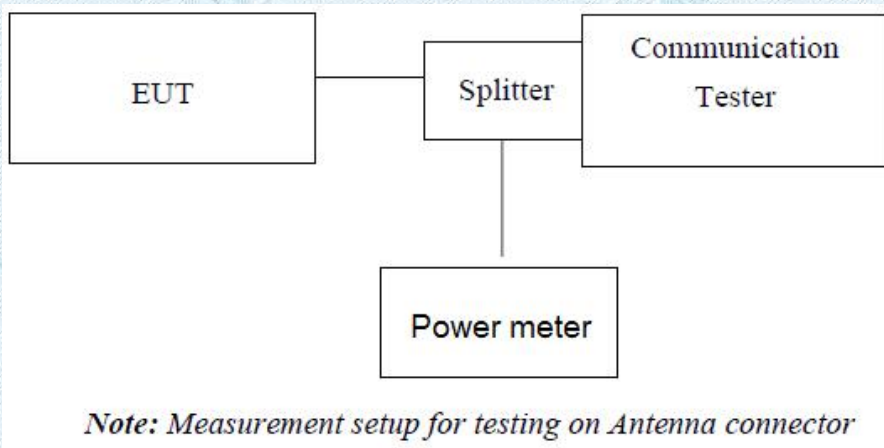 EUT
Splitter
Communication
Tester
Power meter
Note: Measurement setup for testing on Antenna connector